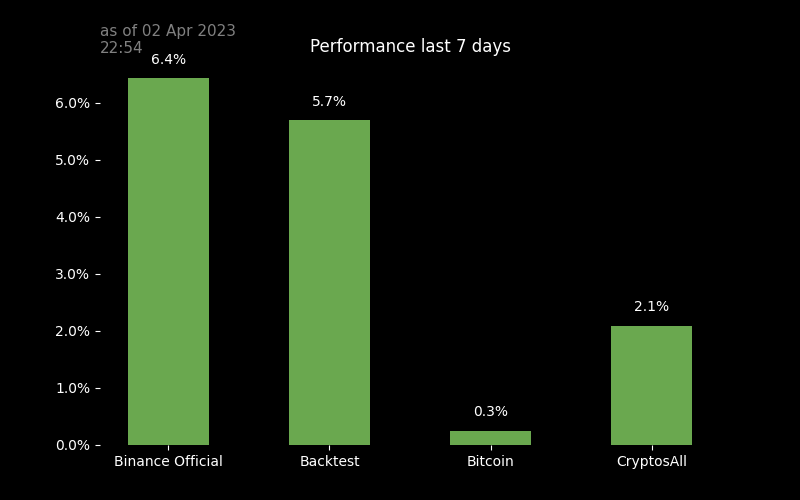 as of 02 Apr 2023
22:54
Performance last 7 days
6.4%
5.7%
0.3%
2.1%
6.0%
5.0%
4.0%
3.0%
2.0%
1.0%
0.0%
Binance Official
Backtest
Bitcoin
CryptosAll